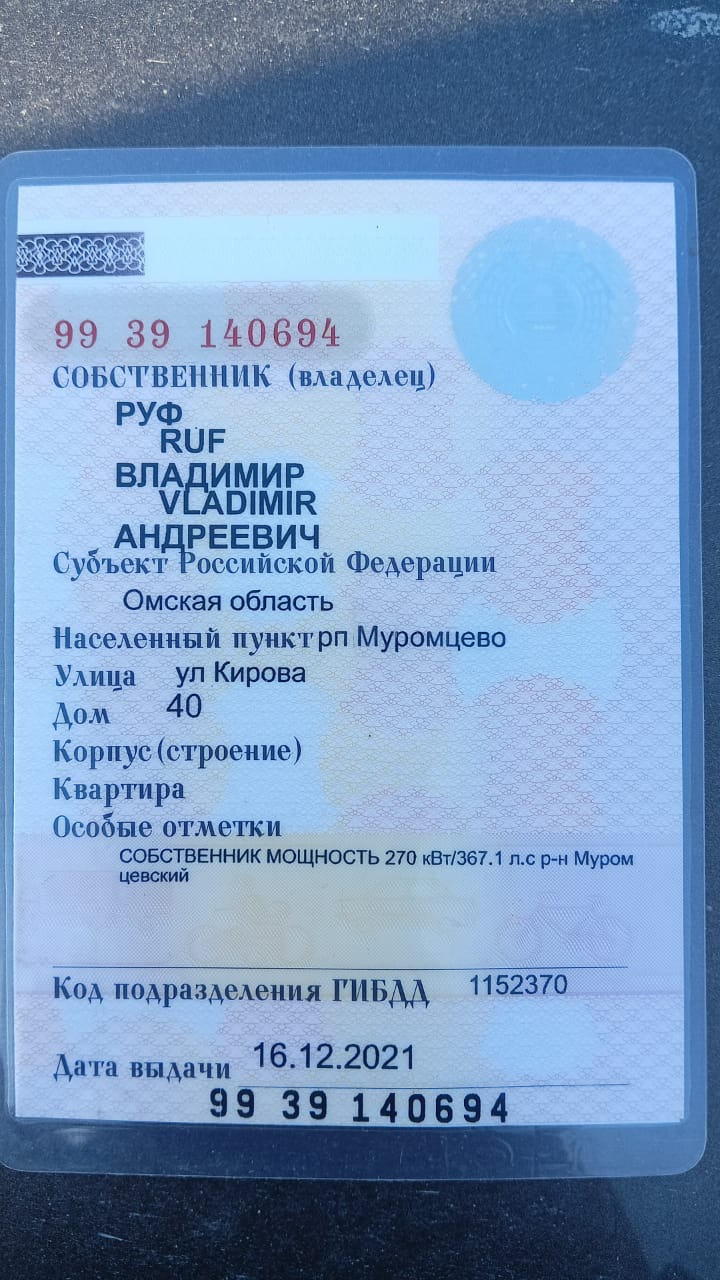 99 39 140694
СОБСТВЕННИК (владелец)
РУФ
RUF
ВЛАДИМИР
VLADIMIR
АНДРЕЕВИЧ
Субъект Российской Федерации
Омская область
Населенный пункт рп Муромцево
Улица ул Кирова
Дом 40
Корпус (строение)
Квартира
Особые отметки
СОБСТВЕННИК МОЩНОСТЬ 270 кВт/367.1 л.с р-н Муром
цевский
Код подразделения ГИБДД 1152370
Дата выдачи 16.12.2021
99 39 140694